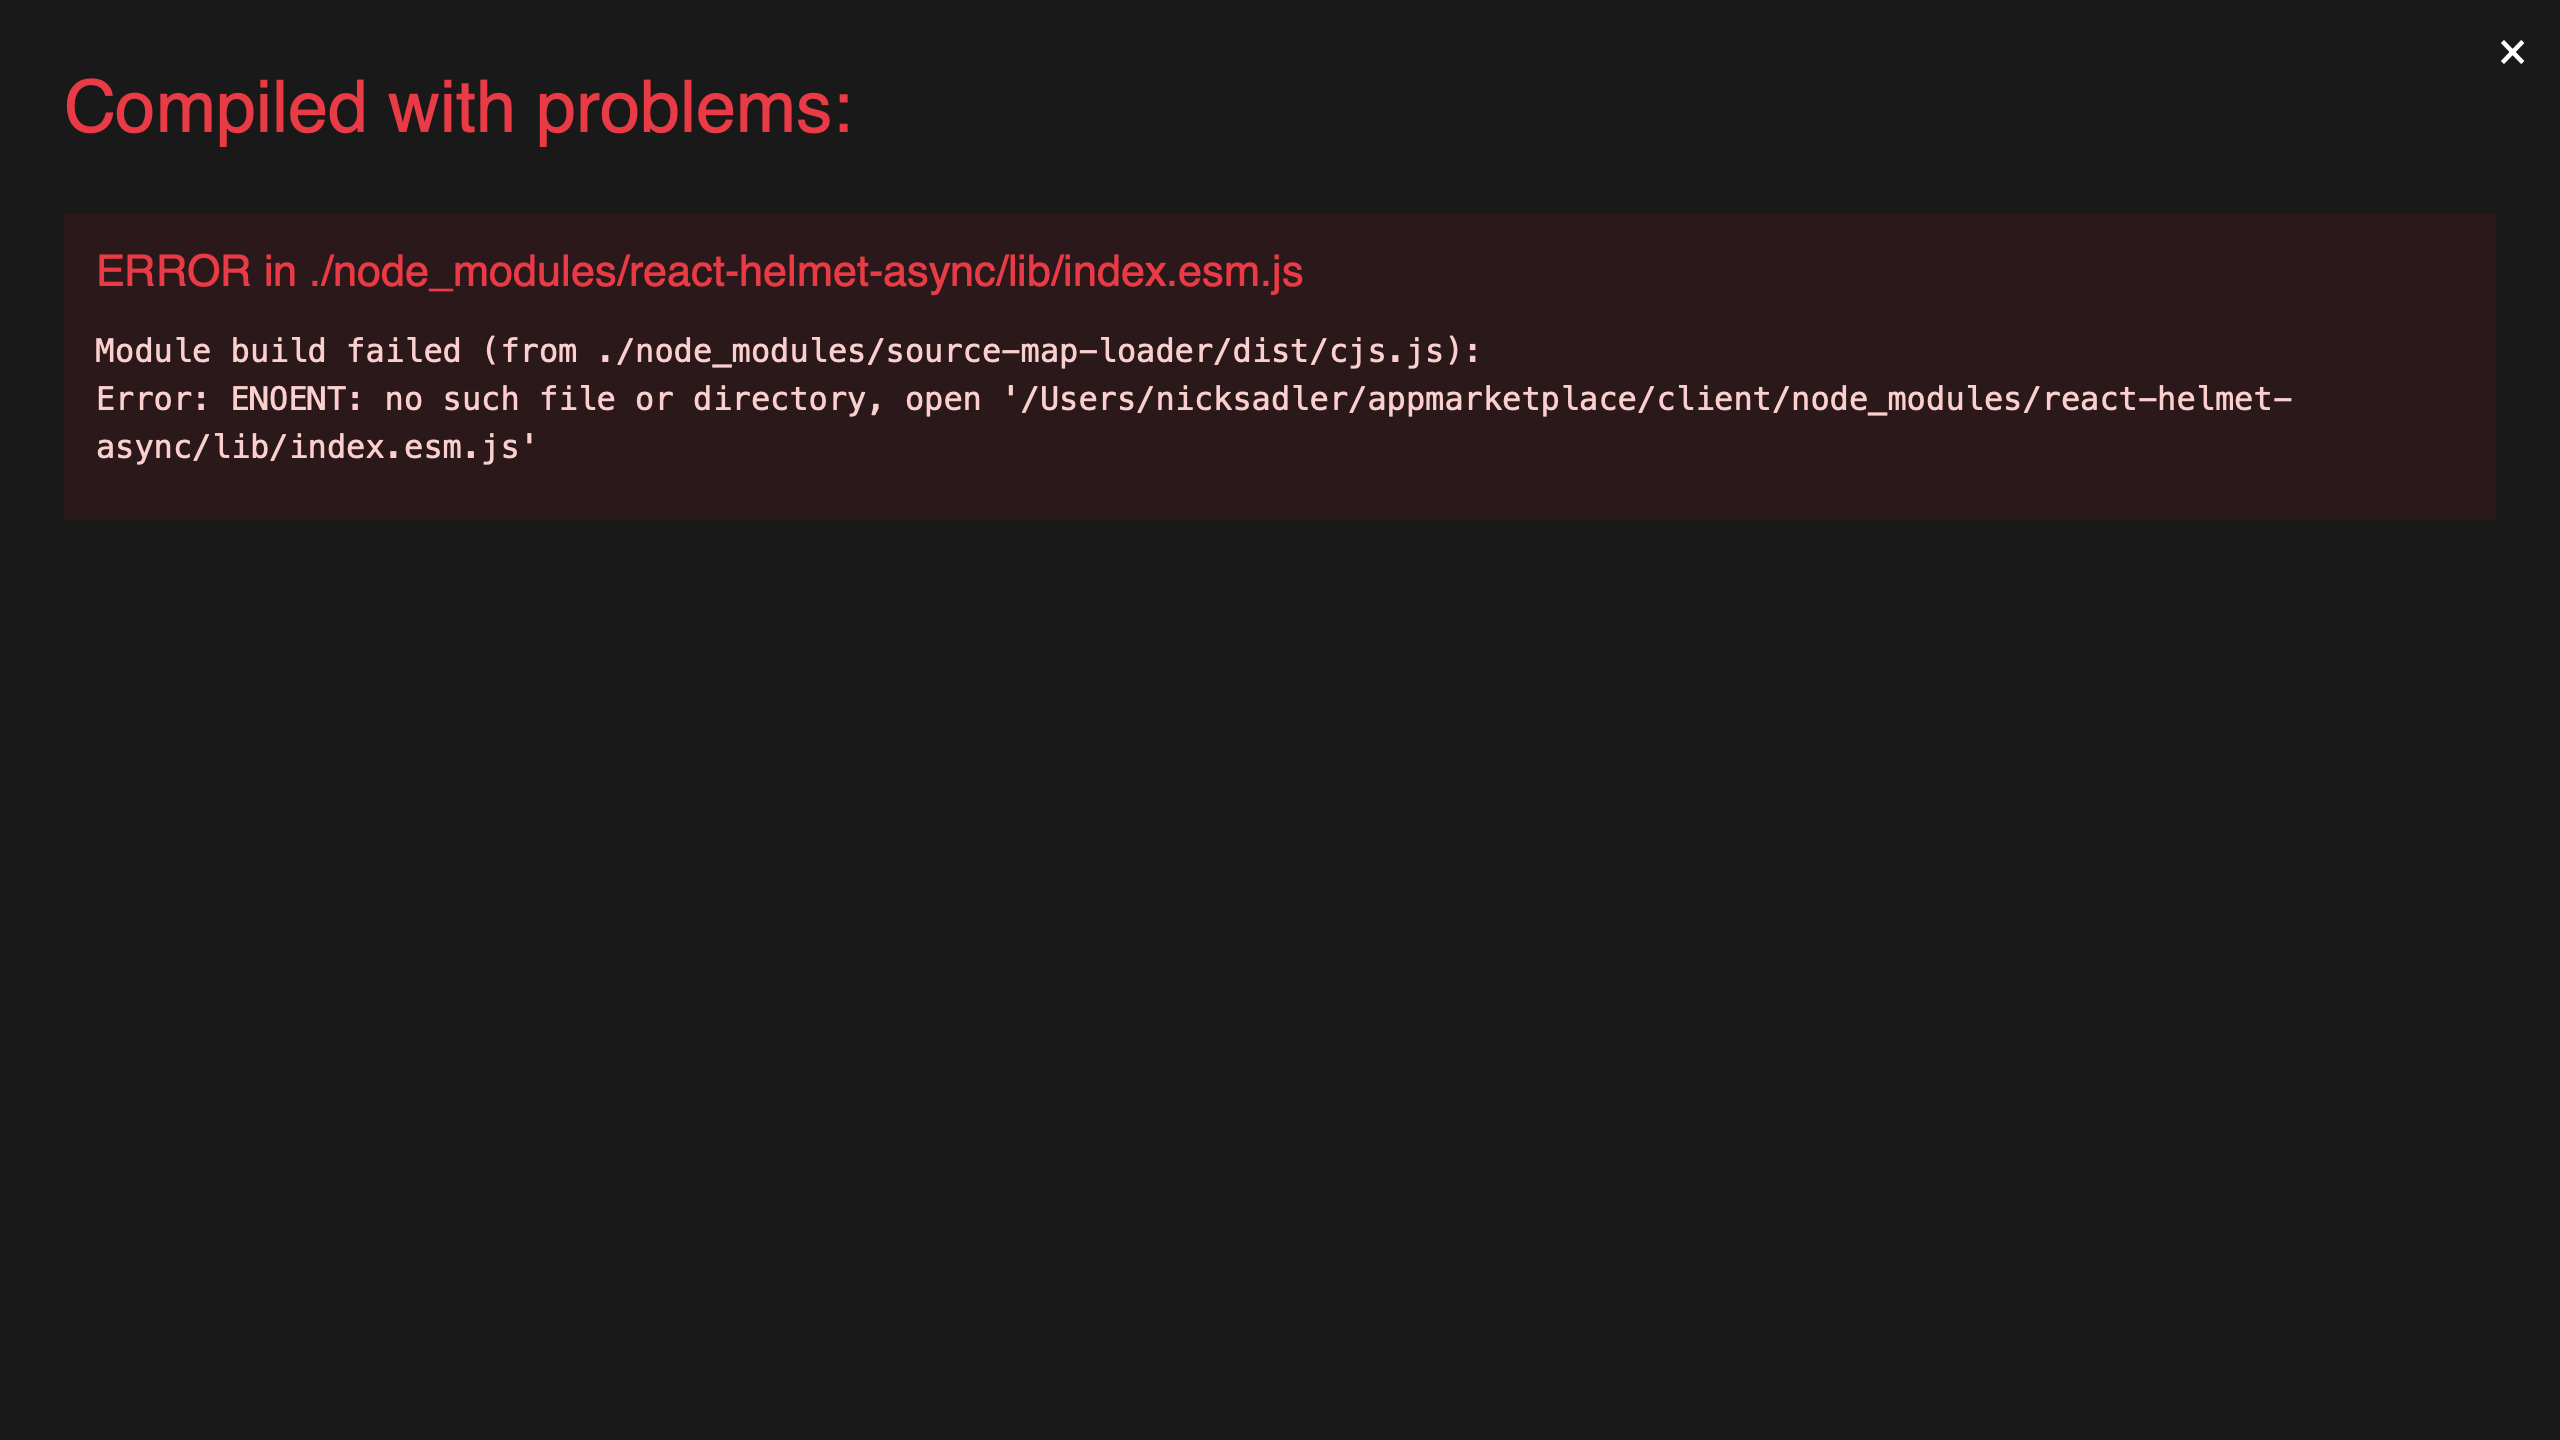 ×
Compiled with problems:
ERROR in ./node_modules/react-helmet-async/lib/index.esm.js
Module build failed (from ./node_modules/source-map-loader/dist/cjs.js):
Error: ENOENT: no such file or directory, open '/Users/nicksadler/appmarketplace/client/node_modules/react-helmet-
async/lib/index.esm.js'